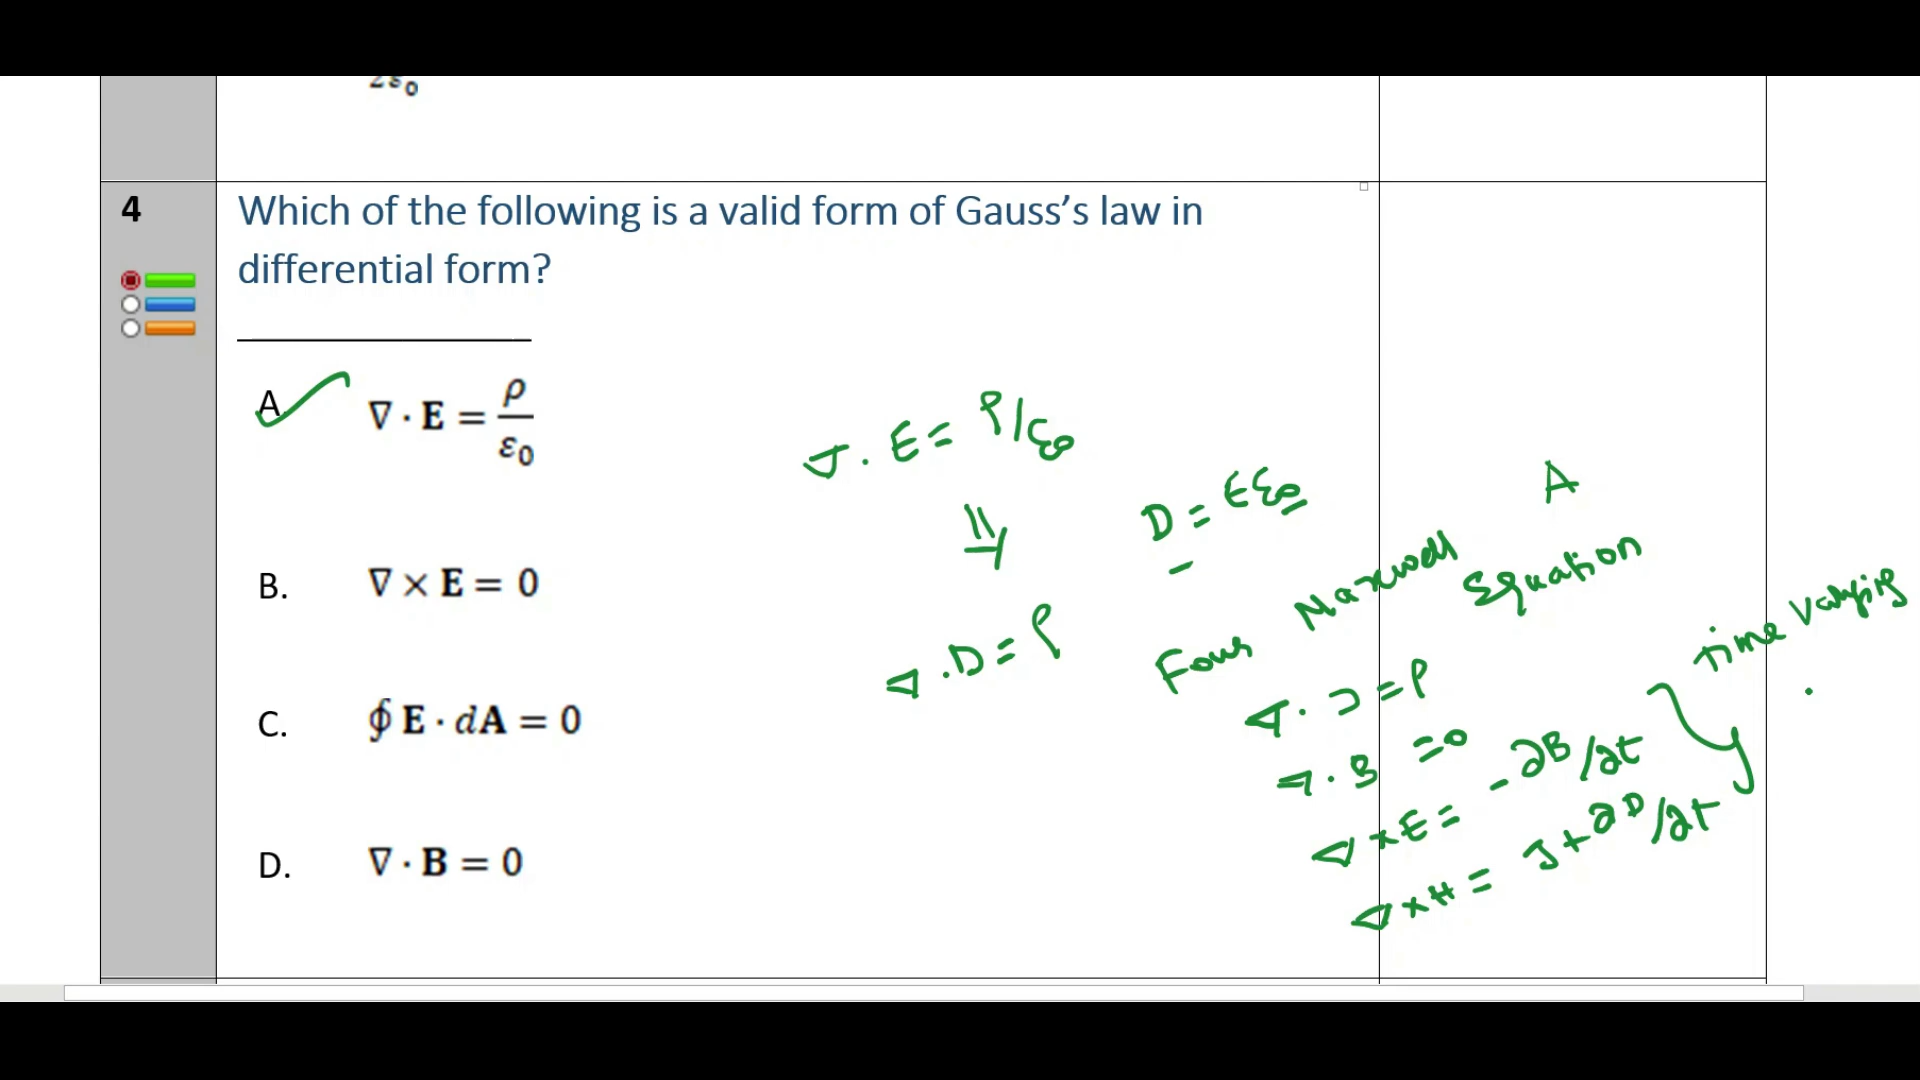 2ε₀
4
Which of the following is a valid form of Gauss’s law in
differential form?
A. ∇ · E = ρ/ε₀
B. ∇ × E = 0
C. ∮ E · dA = 0
D. ∇ · B = 0
∇ . E = ρ/ε₀
D = Eε₀
∇ . D = ρ
A
Four Maxwell Equation
∇ . D = ρ
∇ . B = 0
∇ × E = - ∂B/∂t
∇ × H = J + ∂D/∂t
Time Varying